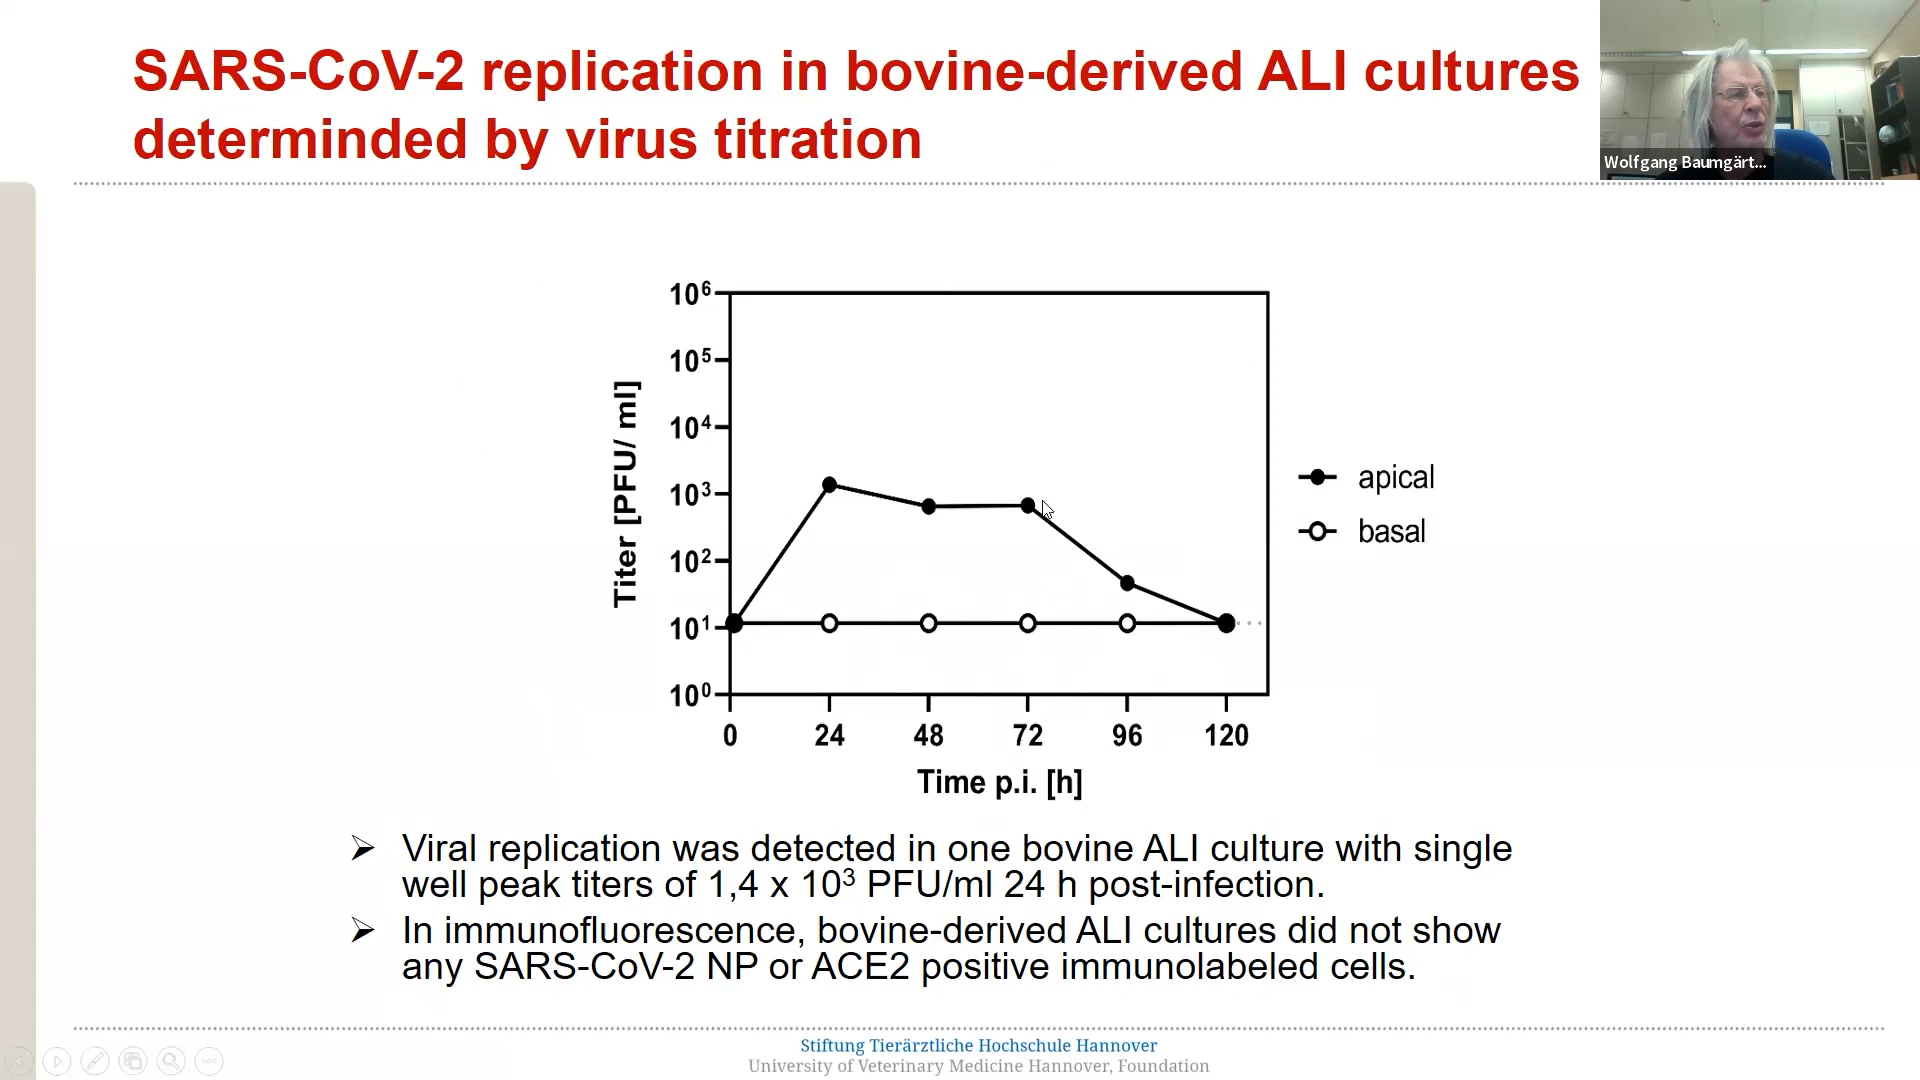 SARS-CoV-2 replication in bovine-derived ALI cultures
determinded by virus titration
Wolfgang Baumgärt...
10⁶
10⁵
10⁴
10³
10²
10¹
10⁰
Titer [PFU/ ml]
0 24 48 72 96 120
Time p.i. [h]
apical
basal
➢ Viral replication was detected in one bovine ALI culture with single
well peak titers of 1,4 x 10³ PFU/ml 24 h post-infection.
➢ In immunofluorescence, bovine-derived ALI cultures did not show
any SARS-CoV-2 NP or ACE2 positive immunolabeled cells.
Stiftung Tierärztliche Hochschule Hannover
University of Veterinary Medicine Hannover, Foundation